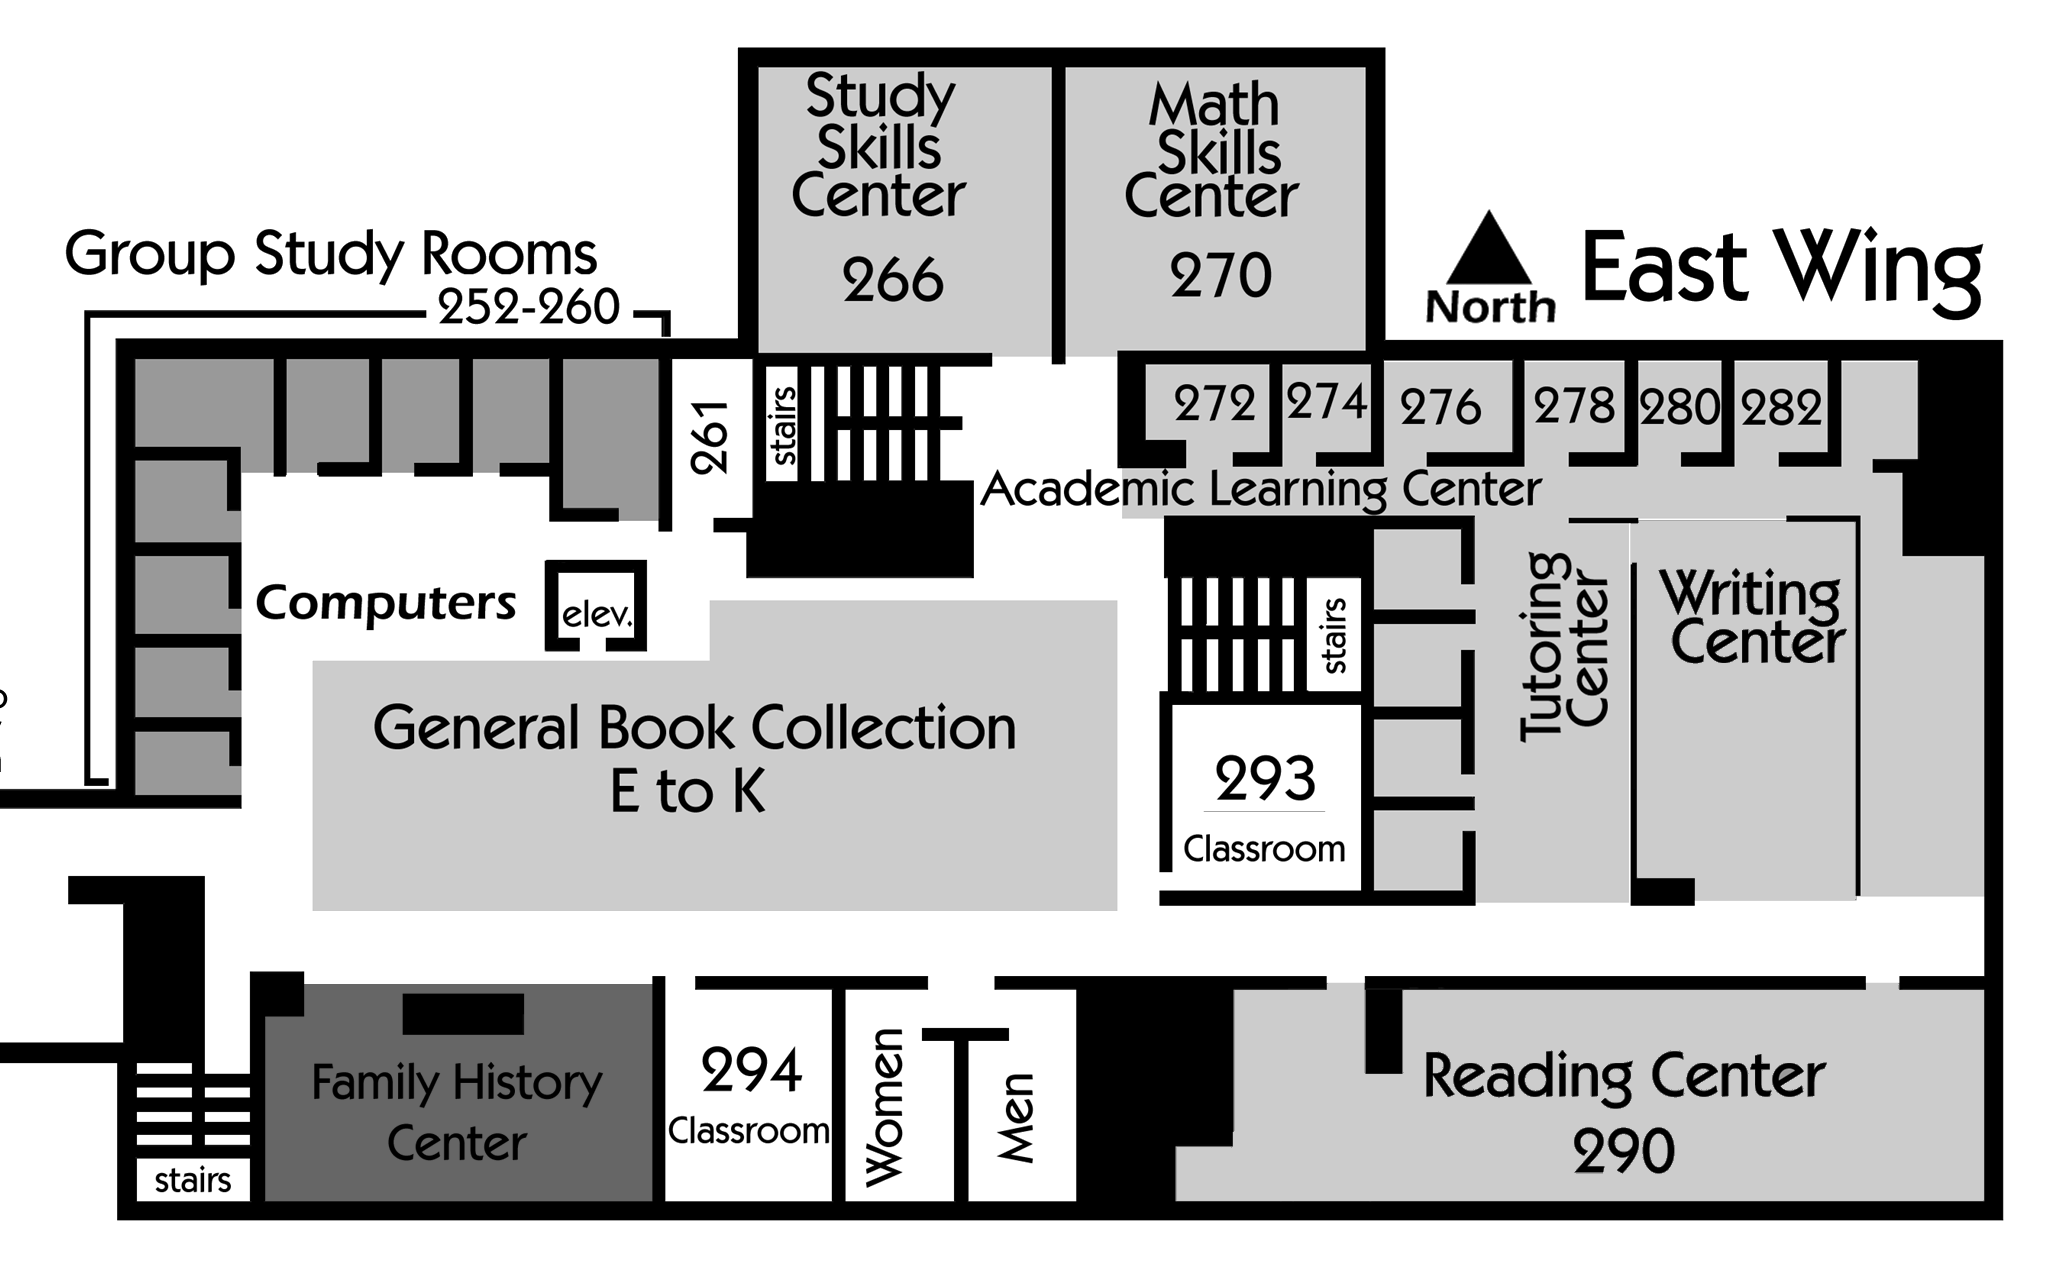 Study
Skills
Center
266
Math
Skills
Center
270
North
East Wing
Group Study Rooms
252-260
261
stairs
272
274
276
278
280
282
Academic Learning Center
Computers
elev.
stairs
Tutoring
Center
Writing
Center
General Book Collection
E to K
293
Classroom
Family History
Center
294
Classroom
Women
Men
Reading Center
290
stairs